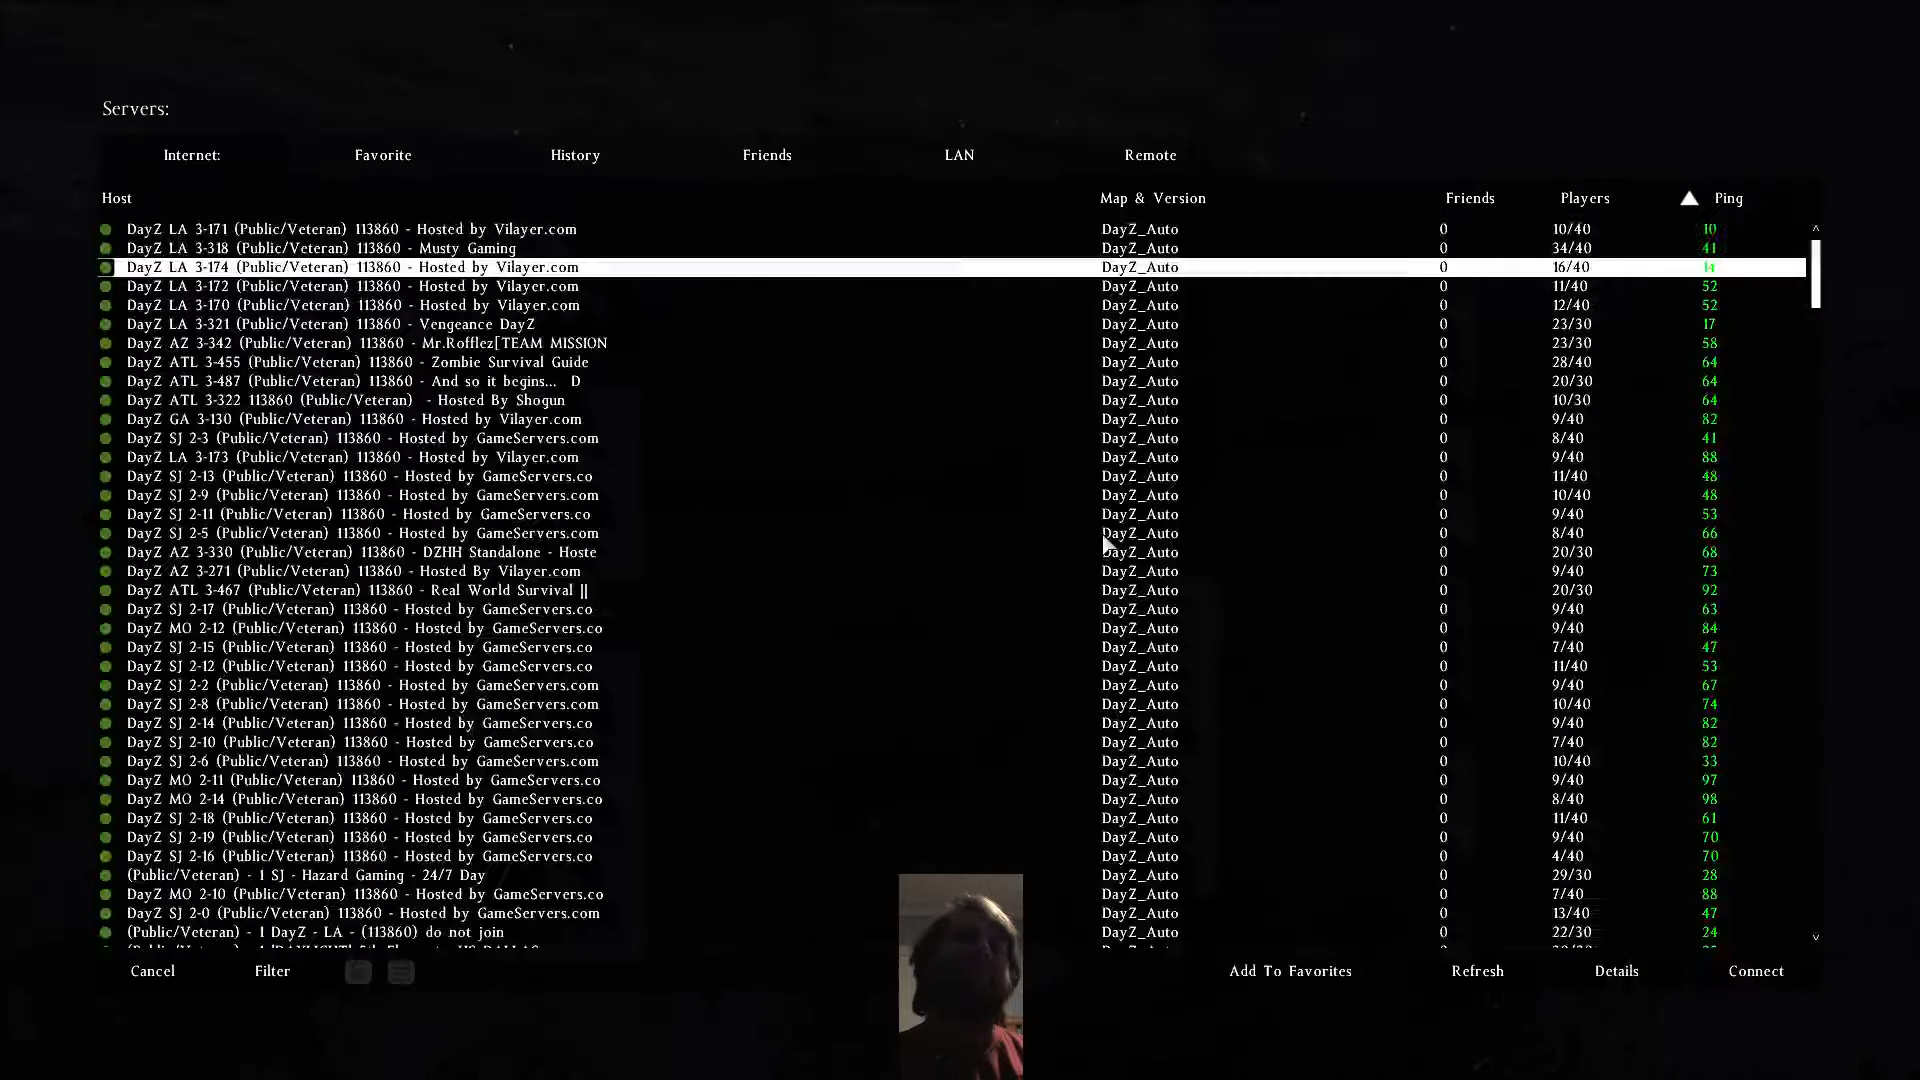 Servers:
Internet: Favorite History Friends LAN Remote
Host Map & Version Friends Players Ping
DayZ LA 3-171 (Public/Veteran) 113860 - Hosted by Vilayer.com DayZ_Auto 0 10/40 10
DayZ LA 3-318 (Public/Veteran) 113860 - Musty Gaming DayZ_Auto 0 34/40 41
DayZ LA 3-174 (Public/Veteran) 113860 - Hosted by Vilayer.com DayZ_Auto 0 16/40
DayZ LA 3-172 (Public/Veteran) 113860 - Hosted by Vilayer.com DayZ_Auto 0 11/40 52
DayZ LA 3-170 (Public/Veteran) 113860 - Hosted by Vilayer.com DayZ_Auto 0 12/40 52
DayZ LA 3-321 (Public/Veteran) 113860 - Vengeance DayZ DayZ_Auto 0 23/30 17
DayZ AZ 3-342 (Public/Veteran) 113860 - Mr.Rofflez[TEAM MISSION DayZ_Auto 0 23/30 58
DayZ ATL 3-455 (Public/Veteran) 113860 - Zombie Survival Guide DayZ_Auto 0 28/40 64
DayZ ATL 3-487 (Public/Veteran) 113860 - And so it begins... D DayZ_Auto 0 20/30 64
DayZ ATL 3-322 113860 (Public/Veteran) - Hosted By Shogun DayZ_Auto 0 10/30 64
DayZ GA 3-130 (Public/Veteran) 113860 - Hosted by Vilayer.com DayZ_Auto 0 9/40 82
DayZ SJ 2-3 (Public/Veteran) 113860 - Hosted by GameServers.com DayZ_Auto 0 8/40 41
DayZ LA 3-173 (Public/Veteran) 113860 - Hosted by Vilayer.com DayZ_Auto 0 9/40 88
DayZ SJ 2-13 (Public/Veteran) 113860 - Hosted by GameServers.co DayZ_Auto 0 11/40 48
DayZ SJ 2-9 (Public/Veteran) 113860 - Hosted by GameServers.com DayZ_Auto 0 10/40 48
DayZ SJ 2-11 (Public/Veteran) 113860 - Hosted by GameServers.co DayZ_Auto 0 9/40 53
DayZ SJ 2-5 (Public/Veteran) 113860 - Hosted by GameServers.com DayZ_Auto 0 8/40 66
DayZ AZ 3-330 (Public/Veteran) 113860 - DZHH Standalone - Hoste DayZ_Auto 0 20/30 68
DayZ AZ 3-271 (Public/Veteran) 113860 - Hosted By Vilayer.com DayZ_Auto 0 9/40 73
DayZ ATL 3-467 (Public/Veteran) 113860 - Real World Survival || DayZ_Auto 0 20/30 92
DayZ SJ 2-17 (Public/Veteran) 113860 - Hosted by GameServers.co DayZ_Auto 0 9/40 63
DayZ MO 2-12 (Public/Veteran) 113860 - Hosted by GameServers.co DayZ_Auto 0 9/40 84
DayZ SJ 2-15 (Public/Veteran) 113860 - Hosted by GameServers.co DayZ_Auto 0 7/40 47
DayZ SJ 2-12 (Public/Veteran) 113860 - Hosted by GameServers.co DayZ_Auto 0 11/40 53
DayZ SJ 2-2 (Public/Veteran) 113860 - Hosted by GameServers.com DayZ_Auto 0 9/40 67
DayZ SJ 2-8 (Public/Veteran) 113860 - Hosted by GameServers.com DayZ_Auto 0 10/40 74
DayZ SJ 2-14 (Public/Veteran) 113860 - Hosted by GameServers.co DayZ_Auto 0 9/40 82
DayZ SJ 2-10 (Public/Veteran) 113860 - Hosted by GameServers.co DayZ_Auto 0 7/40 82
DayZ SJ 2-6 (Public/Veteran) 113860 - Hosted by GameServers.com DayZ_Auto 0 10/40 33
DayZ MO 2-11 (Public/Veteran) 113860 - Hosted by GameServers.co DayZ_Auto 0 9/40 97
DayZ MO 2-14 (Public/Veteran) 113860 - Hosted by GameServers.co DayZ_Auto 0 8/40 98
DayZ SJ 2-18 (Public/Veteran) 113860 - Hosted by GameServers.co DayZ_Auto 0 11/40 61
DayZ SJ 2-19 (Public/Veteran) 113860 - Hosted by GameServers.co DayZ_Auto 0 9/40 70
DayZ SJ 2-16 (Public/Veteran) 113860 - Hosted by GameServers.co DayZ_Auto 0 4/40 70
(Public/Veteran) - 1 SJ - Hazard Gaming - 24/7 Day DayZ_Auto 0 29/30 28
DayZ MO 2-10 (Public/Veteran) 113860 - Hosted by GameServers.co DayZ_Auto 0 7/40 88
DayZ SJ 2-0 (Public/Veteran) 113860 - Hosted by GameServers.com DayZ_Auto 0 13/40 47
(Public/Veteran) - 1 DayZ - LA - (113860) do not join DayZ_Auto 0 22/30 24
Cancel Filter Add To Favorites Refresh Details Connect